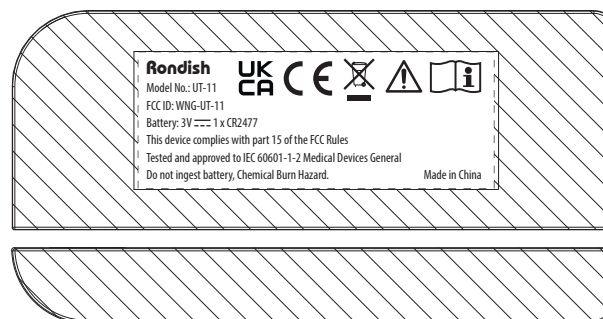 Rondish
UK
CA CE
Model No.: UT-11
FCC ID: WNG-UT-11
Battery: 3V 1 x CR2477
This device complies with part 15 of the FCC Rules
Tested and approved to IEC 60601-1-2 Medical Devices General
Do not ingest battery, Chemical Burn Hazard. Made in China